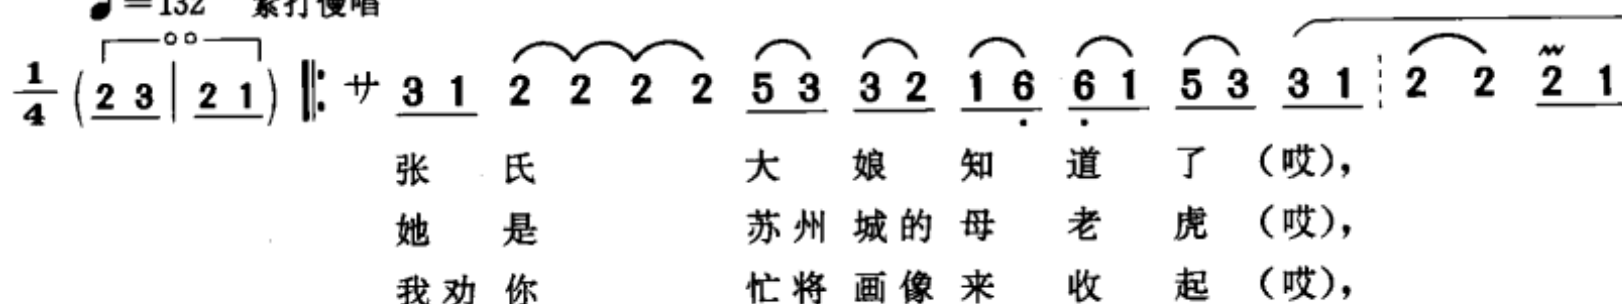 ♩=132 紧打慢唱
1/4 (2 3 | 2 1) ‖: サ 3 1 2 2 2 2 5 3 3 2 1 6 6 1 5 3 3 1 ¦ 2 2 2 1
张 氏 大 娘 知 道 了 (哎),
她 是 苏州 城的 母 老 虎 (哎),
我劝 你 忙将 画像 来 收 起 (哎),